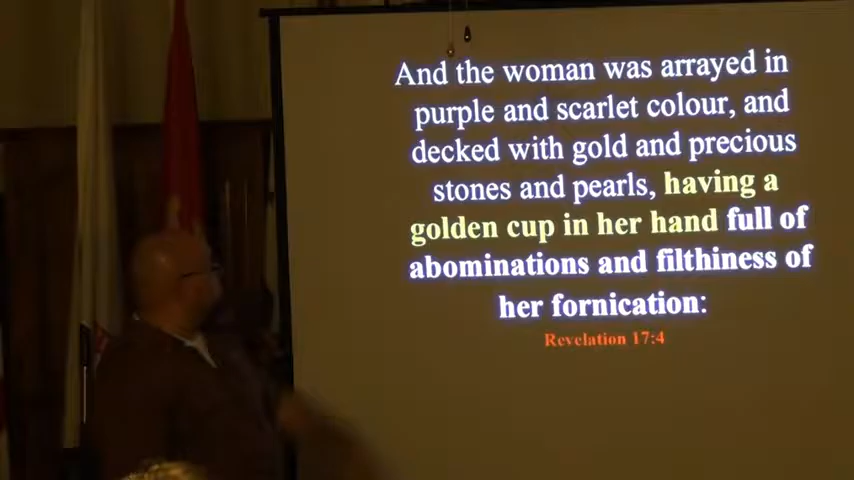 And the woman was arrayed in
purple and scarlet colour, and
decked with gold and precious
stones and pearls, having a
golden cup in her hand full of
abominations and filthiness of
her fornication:
Revelation 17:4